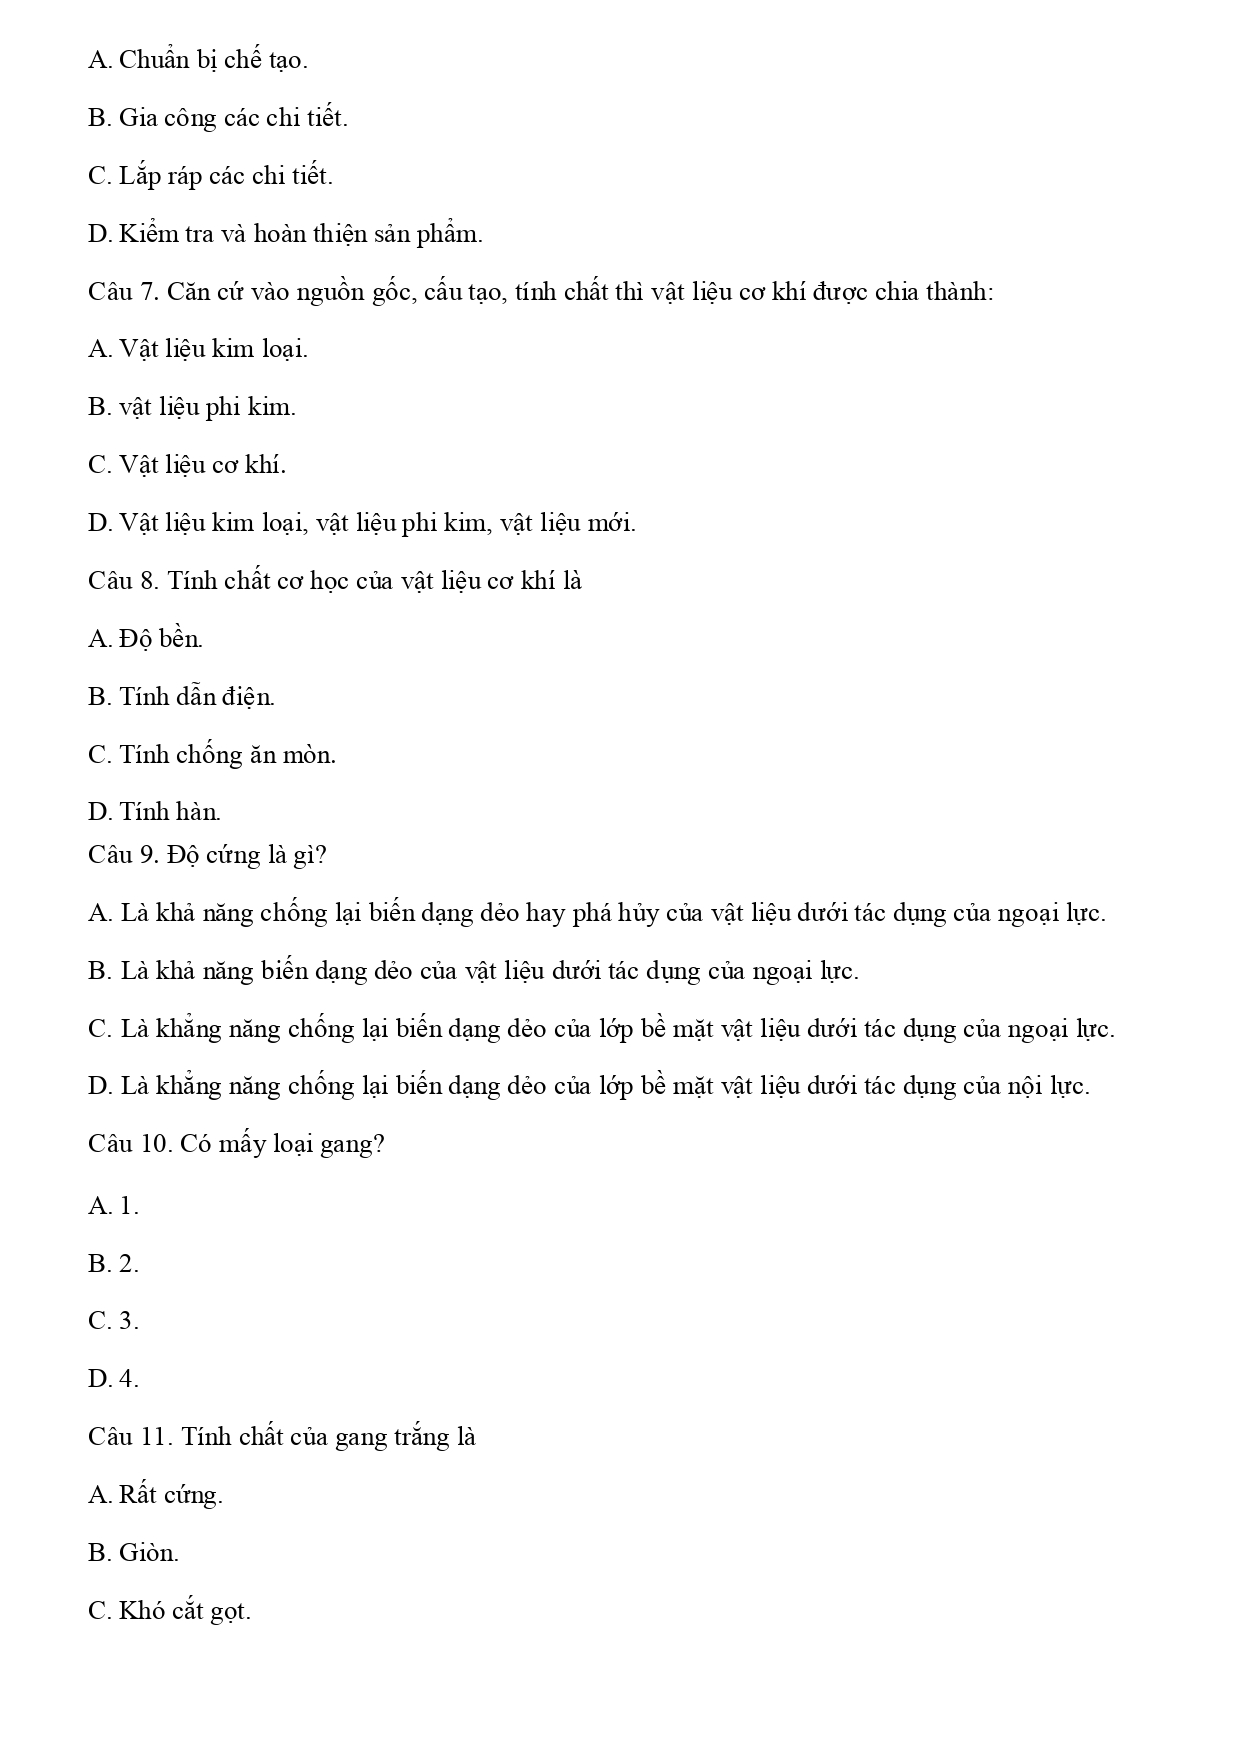 A. Chuẩn bị chế tạo.
B. Gia công các chi tiết.
C. Lắp ráp các chi tiết.
D. Kiểm tra và hoàn thiện sản phẩm.
Câu 7. Căn cứ vào nguồn gốc, cấu tạo, tính chất thì vật liệu cơ khí được chia thành:
A. Vật liệu kim loại.
B. vật liệu phi kim.
C. Vật liệu cơ khí.
D. Vật liệu kim loại, vật liệu phi kim, vật liệu mới.
Câu 8. Tính chất cơ học của vật liệu cơ khí là
A. Độ bền.
B. Tính dẫn điện.
C. Tính chống ăn mòn.
D. Tính hàn.
Câu 9. Độ cứng là gì?
A. Là khả năng chống lại biến dạng dẻo hay phá hủy của vật liệu dưới tác dụng của ngoại lực.
B. Là khả năng biến dạng dẻo của vật liệu dưới tác dụng của ngoại lực.
C. Là khẳng năng chống lại biến dạng dẻo của lớp bề mặt vật liệu dưới tác dụng của ngoại lực.
D. Là khẳng năng chống lại biến dạng dẻo của lớp bề mặt vật liệu dưới tác dụng của nội lực.
Câu 10. Có mấy loại gang?
A. 1.
B. 2.
C. 3.
D. 4.
Câu 11. Tính chất của gang trắng là
A. Rất cứng.
B. Giòn.
C. Khó cắt gọt.